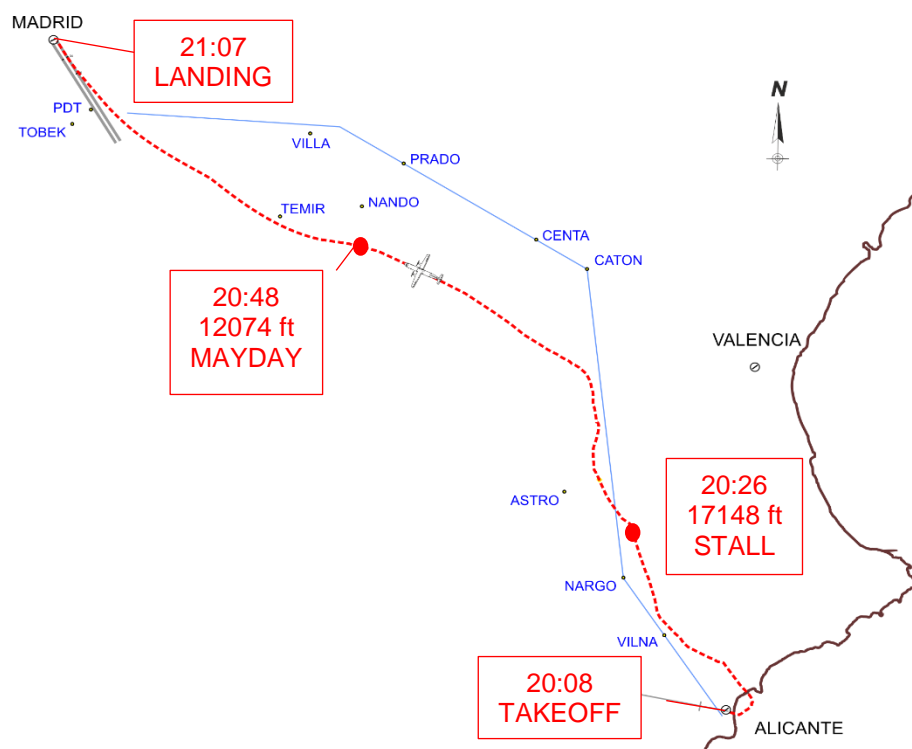 MADRID
21:07
LANDING
N
PDT
TOBEK
VILLA
PRADO
TEMIR
NANDO
CENTA
CATON
20:48
12074 ft
MAYDAY
VALENCIA
ASTRO
20:26
17148 ft
STALL
NARGO
VILNA
20:08
TAKEOFF
ALICANTE